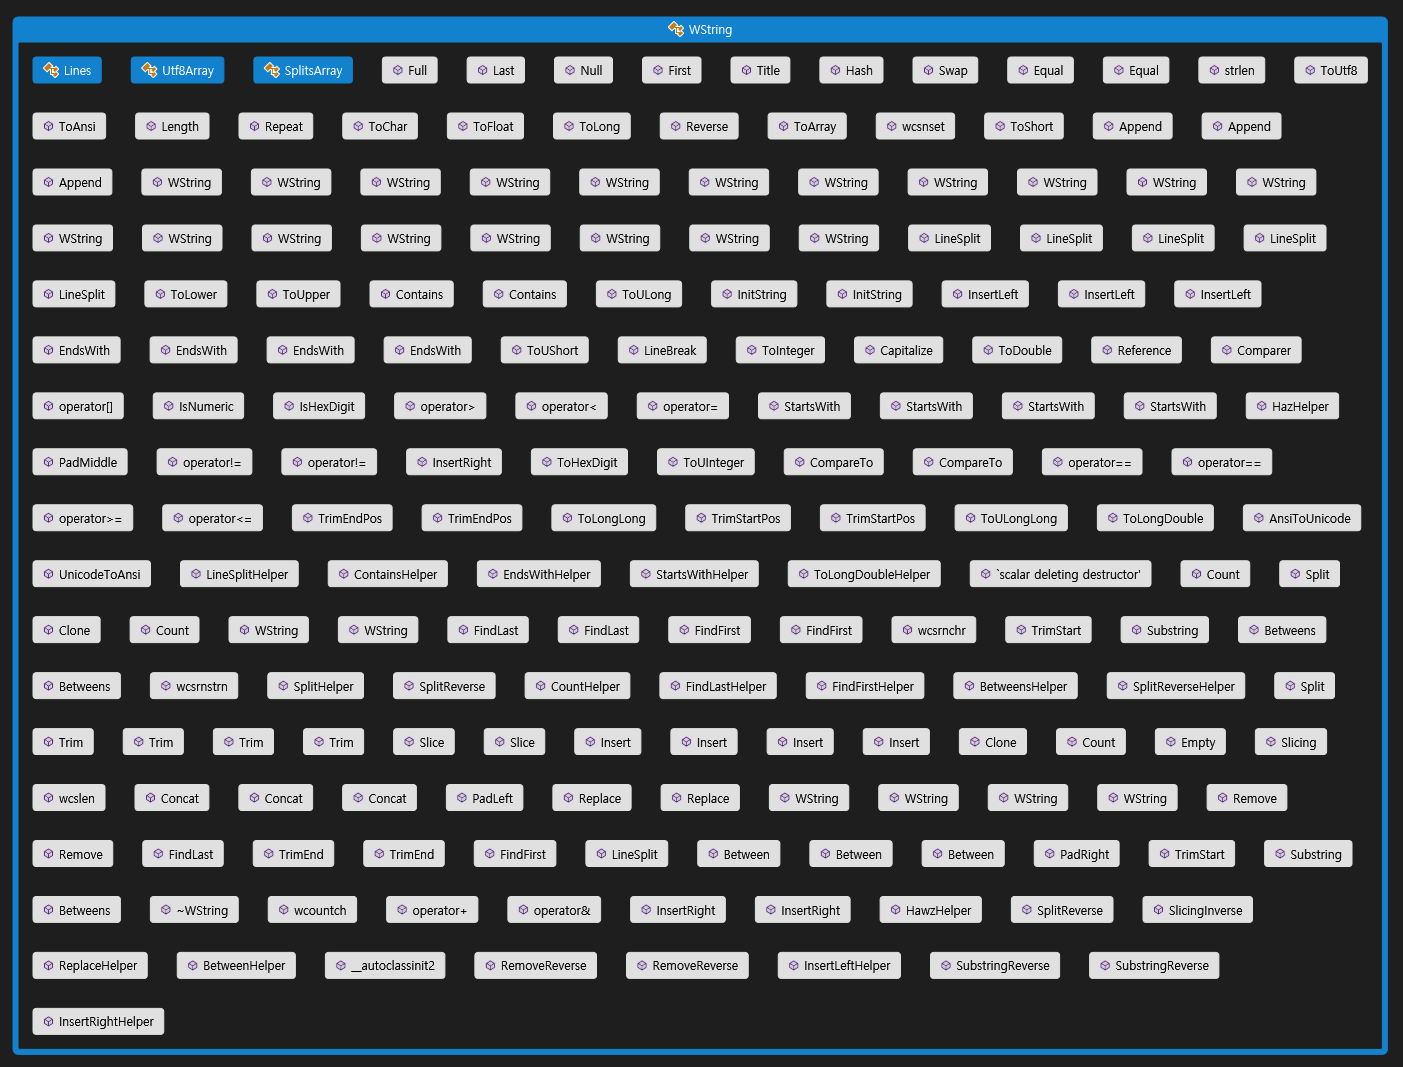 WString
Lines Utf8Array SplitsArray Full Last Null First Title Hash Swap Equal Equal strlen ToUtf8
ToAnsi Length Repeat ToChar ToFloat ToLong Reverse ToArray wcsnset ToShort Append Append
Append WString WString WString WString WString WString WString WString WString WString WString
WString WString WString WString WString WString WString WString LineSplit LineSplit LineSplit LineSplit
LineSplit ToLower ToUpper Contains Contains ToULong InitString InitString InsertLeft InsertLeft InsertLeft
EndsWith EndsWith EndsWith EndsWith ToUShort LineBreak ToInteger Capitalize ToDouble Reference Comparer
operator[] IsNumeric IsHexDigit operator> operator< operator= StartsWith StartsWith StartsWith StartsWith HazHelper
PadMiddle operator!= operator!= InsertRight ToHexDigit ToUInteger CompareTo CompareTo operator== operator==
operator>= operator<= TrimEndPos TrimEndPos ToLongLong TrimStartPos TrimStartPos ToULongLong ToLongDouble AnsiToUnicode
UnicodeToAnsi LineSplitHelper ContainsHelper EndsWithHelper StartsWithHelper ToLongDoubleHelper `scalar deleting destructor' Count Split
Clone Count WString WString FindLast FindLast FindFirst FindFirst wcsrnchr TrimStart Substring Betweens
Betweens wcsrnstrn SplitHelper SplitReverse CountHelper FindLastHelper FindFirstHelper BetweensHelper SplitReverseHelper Split
Trim Trim Trim Trim Slice Slice Insert Insert Insert Insert Clone Count Empty Slicing
wcslen Concat Concat Concat PadLeft Replace Replace WString WString WString WString Remove
Remove FindLast TrimEnd TrimEnd FindFirst LineSplit Between Between Between PadRight TrimStart Substring
Betweens ~WString wcountch operator+ operator& InsertRight InsertRight HawzHelper SplitReverse SlicingInverse
ReplaceHelper BetweenHelper __autoclassinit2 RemoveReverse RemoveReverse InsertLeftHelper SubstringReverse SubstringReverse
InsertRightHelper